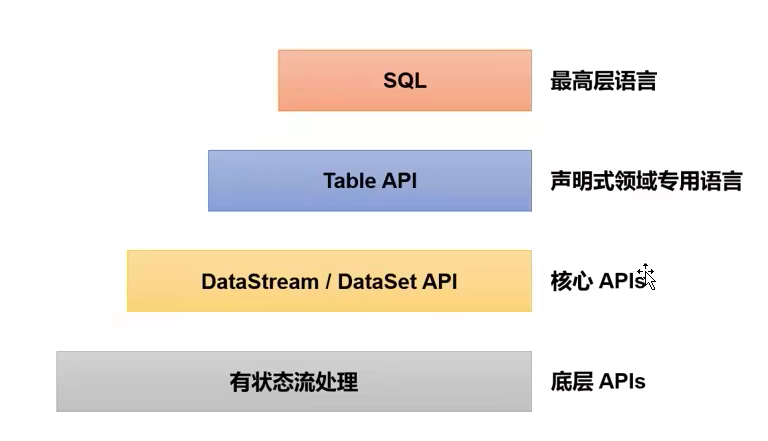 SQL
最高层语言
Table API
声明式领域专用语言
DataStream / DataSet API
核心 APIs
有状态流处理
底层 APIs